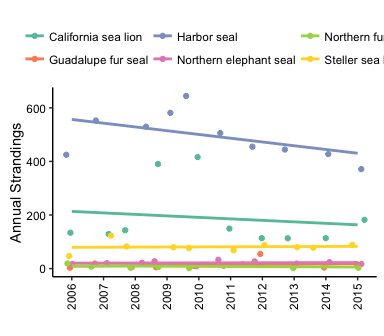 California sea lion
Harbor seal
Northern fu
Guadalupe fur seal
Northern elephant seal
Steller sea
Annual Strandings
600
400
200
0
2006
2007
2008
2009
2010
2011
2012
2013
2014
2015